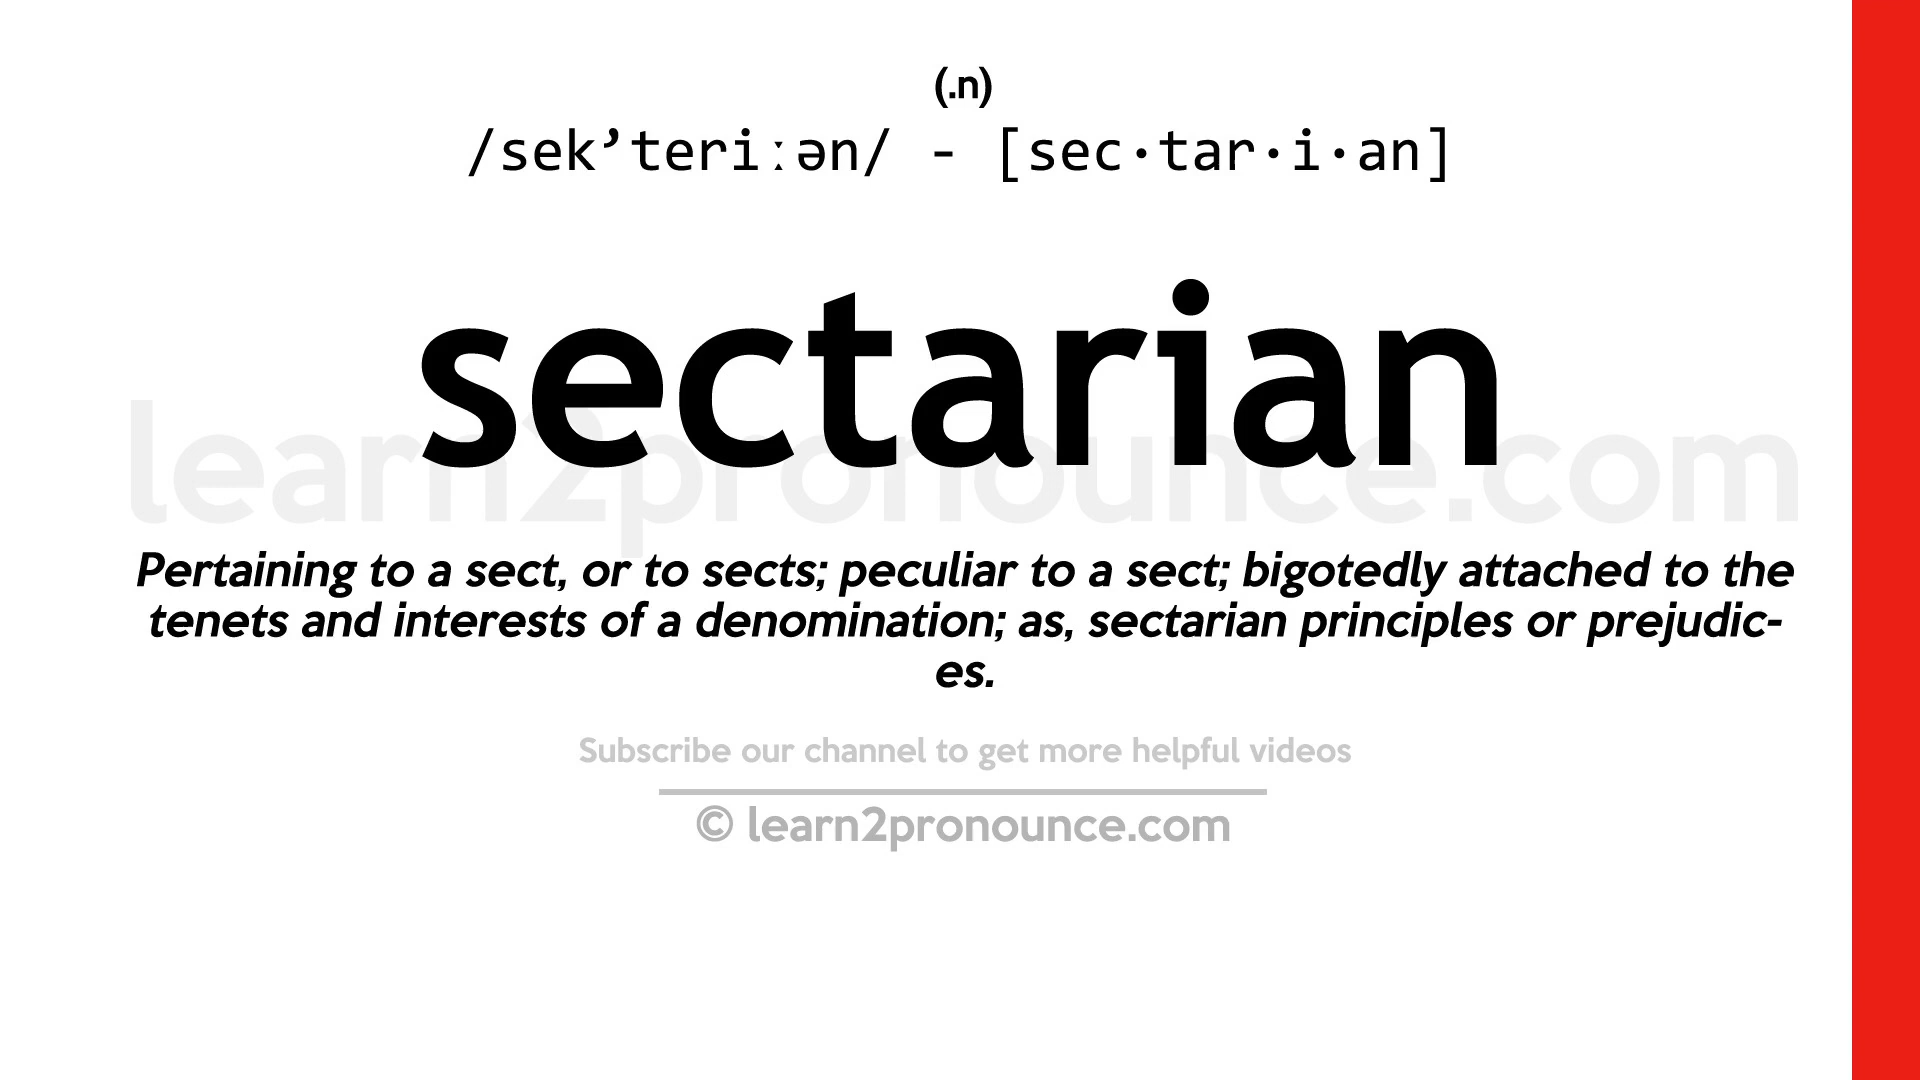 (.n)
/sek’teriːən/ - [sec·tar·i·an]
sectarian
learn2pronounce.com
Pertaining to a sect, or to sects; peculiar to a sect; bigotedly attached to the
tenets and interests of a denomination; as, sectarian principles or prejudic-
es.
Subscribe our channel to get more helpful videos
© learn2pronounce.com